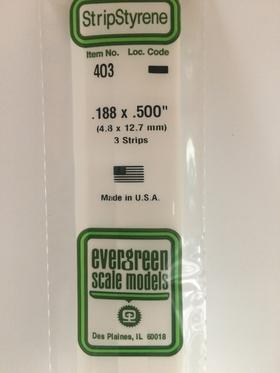 StripStyrene
Item No. Loc. Code
403
.188 x .500"
(4.8 x 12.7 mm)
3 Strips
Made in U.S.A.
evergreen
scale models
Des Plaines, IL 60018